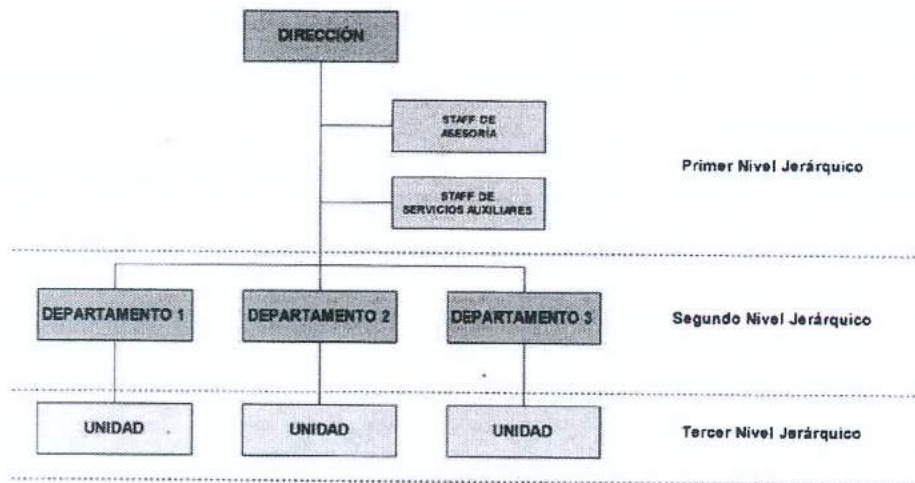 DIRECCIÓN
STAFF DE
ASESORÍA
Primer Nivel Jerárquico
STAFF DE
SERVICIOS AUXILIARES
DEPARTAMENTO 1
DEPARTAMENTO 2
DEPARTAMENTO 3
Segundo Nivel Jerárquico
UNIDAD
UNIDAD
UNIDAD
Tercer Nivel Jerárquico